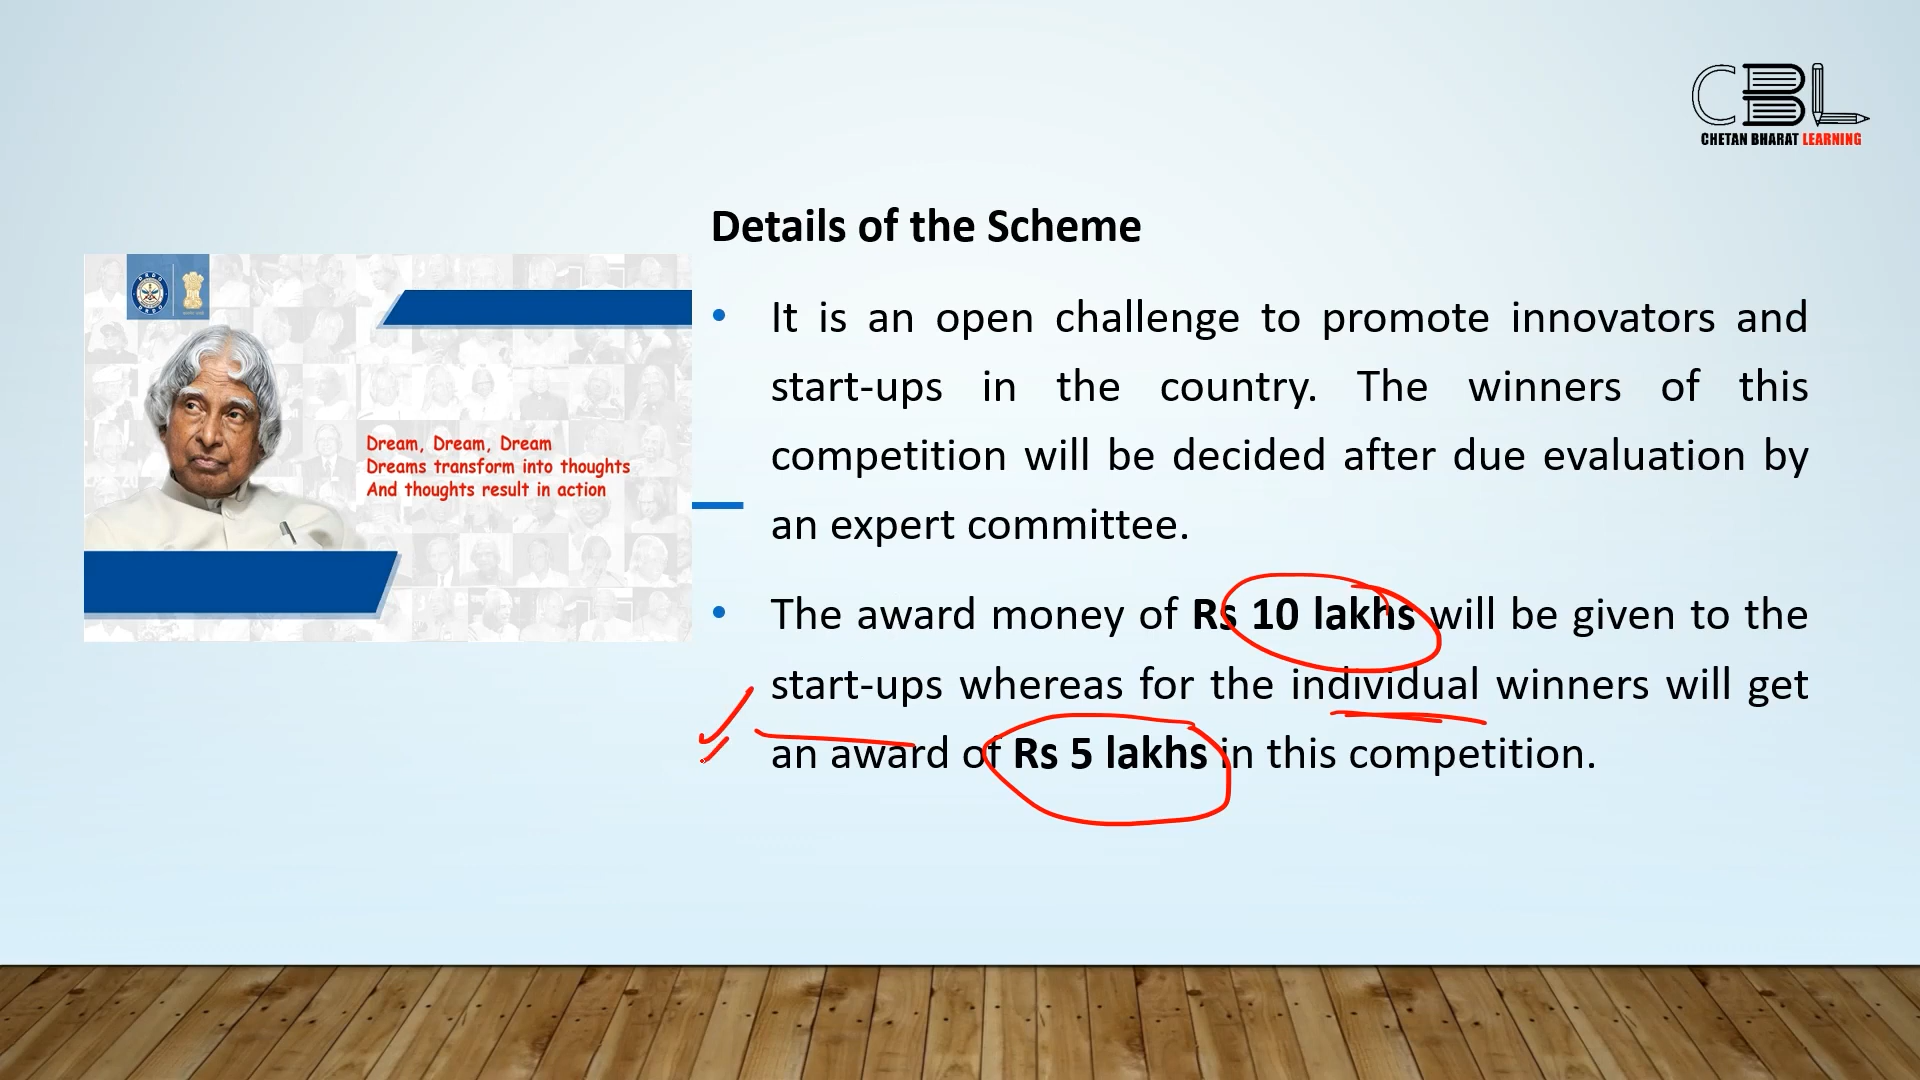 CBL
CHETAN BHARAT LEARNING
Details of the Scheme
• It is an open challenge to promote innovators and
start-ups in the country. The winners of this
competition will be decided after due evaluation by
an expert committee.
• The award money of Rs 10 lakhs will be given to the
start-ups whereas for the individual winners will get
an award of Rs 5 lakhs in this competition.
Dream, Dream, Dream
Dreams transform into thoughts
And thoughts result in action